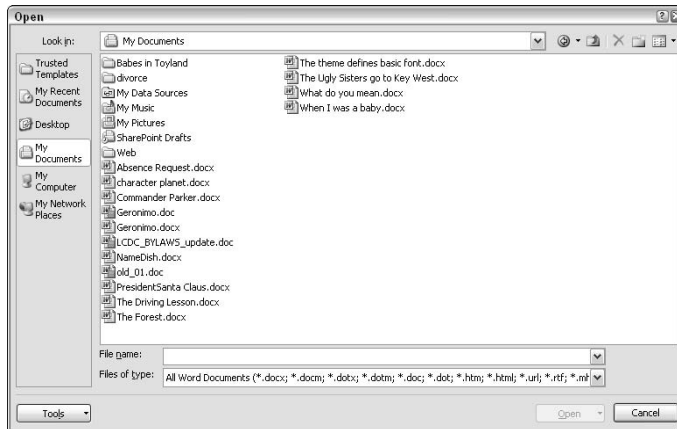 Open
Look in:
My Documents
Trusted
Templates
My Recent
Documents
Desktop
My
Documents
My
Computer
My Network
Places
Babes in Toyland
divorce
My Data Sources
My Music
My Pictures
SharePoint Drafts
Web
Absence Request.docx
character planet.docx
Commander Parker.docx
Geronimo.doc
Geronimo.docx
LCDC_BYLAWS_update.doc
NameDish.docx
old_01.doc
PresidentSanta Claus.docx
The Driving Lesson.docx
The Forest.docx
The theme defines basic font.docx
The Ugly Sisters go to Key West.docx
What do you mean.docx
When I was a baby.docx
File name:
Files of type:
All Word Documents (*.docx; *.docm; *.dotx; *.dotm; *.doc; *.dot; *.htm; *.html; *.url; *.rtf; *.mh
Tools
Open
Cancel